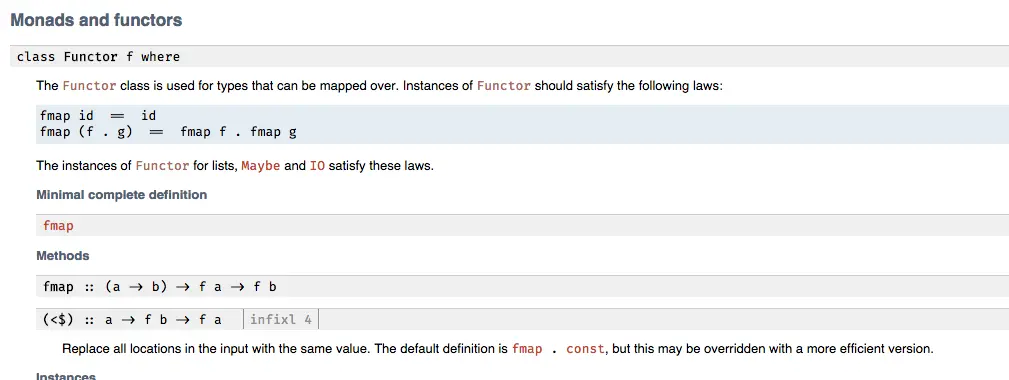 Monads and functors
class Functor f where
The Functor class is used for types that can be mapped over. Instances of Functor should satisfy the following laws:
fmap id == id
fmap (f . g) == fmap f . fmap g
The instances of Functor for lists, Maybe and IO satisfy these laws.
Minimal complete definition
fmap
Methods
fmap :: (a → b) → f a → f b
(<$) :: a → f b → f a infixl 4
Replace all locations in the input with the same value. The default definition is fmap . const, but this may be overridden with a more efficient version.
Instances